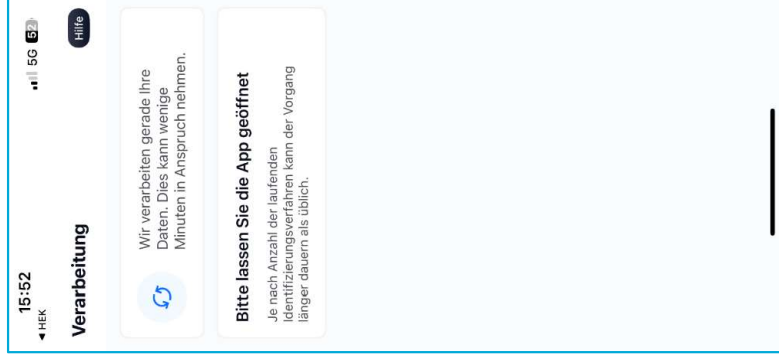 15:52
5G 52
◀ HEK
Verarbeitung
Hilfe
Wir verarbeiten gerade Ihre
Daten. Dies kann wenige
Minuten in Anspruch nehmen.
Bitte lassen Sie die App geöffnet
Je nach Anzahl der laufenden
Identifizierungsverfahren kann der Vorgang
länger dauern als üblich.